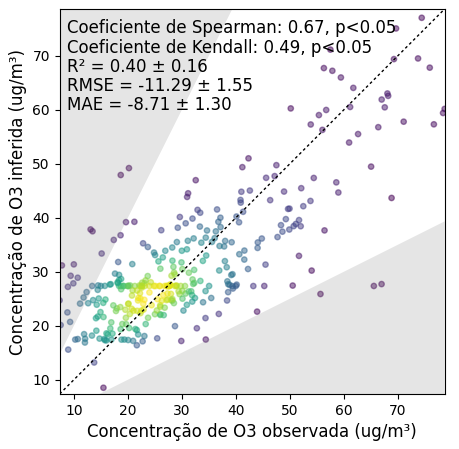 Coeficiente de Spearman: 0.67, p<0.05
Coeficiente de Kendall: 0.49, p<0.05
R² = 0.40 ± 0.16
RMSE = -11.29 ± 1.55
MAE = -8.71 ± 1.30
Concentração de O3 inferida (ug/m³)
70
60
50
40
30
20
10
10 20 30 40 50 60 70
Concentração de O3 observada (ug/m³)